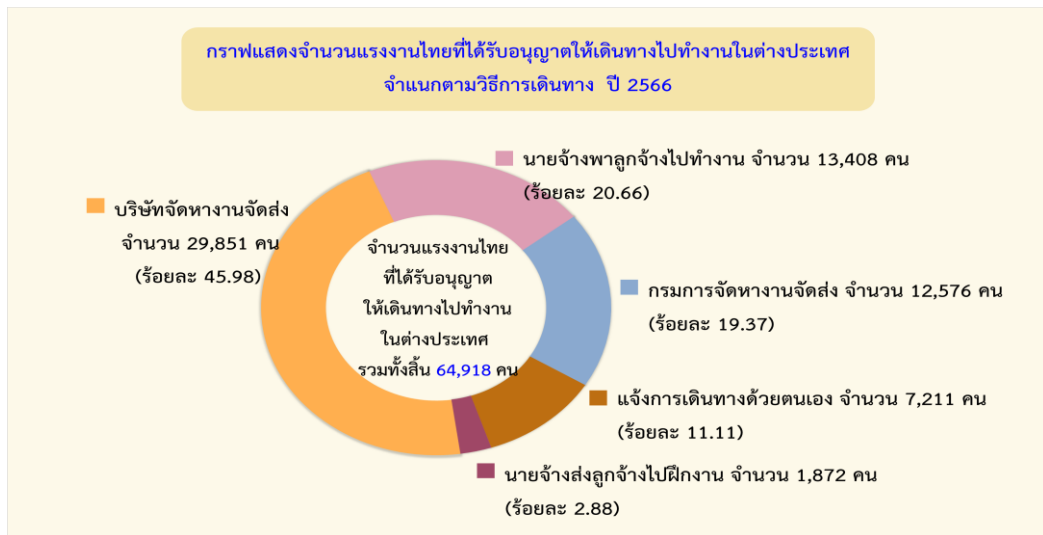 กราฟแสดงจำนวนแรงงานไทยที่ได้รับอนุญาตให้เดินทางไปทำงานในต่างประเทศ
จำแนกตามวิธีการเดินทาง ปี 2566
นายจ้างพาลูกจ้างไปทำงาน จำนวน 13,408 คน
(ร้อยละ 20.66)
บริษัทจัดหางานจัดส่ง
จำนวน 29,851 คน
(ร้อยละ 45.98)
จำนวนแรงงานไทย
ที่ได้รับอนุญาต
ให้เดินทางไปทำงาน
ในต่างประเทศ
รวมทั้งสิ้น 64,918 คน
กรมการจัดหางานจัดส่ง จำนวน 12,576 คน
(ร้อยละ 19.37)
แจ้งการเดินทางด้วยตนเอง จำนวน 7,211 คน
(ร้อยละ 11.11)
นายจ้างส่งลูกจ้างไปฝึกงาน จำนวน 1,872 คน
(ร้อยละ 2.88)